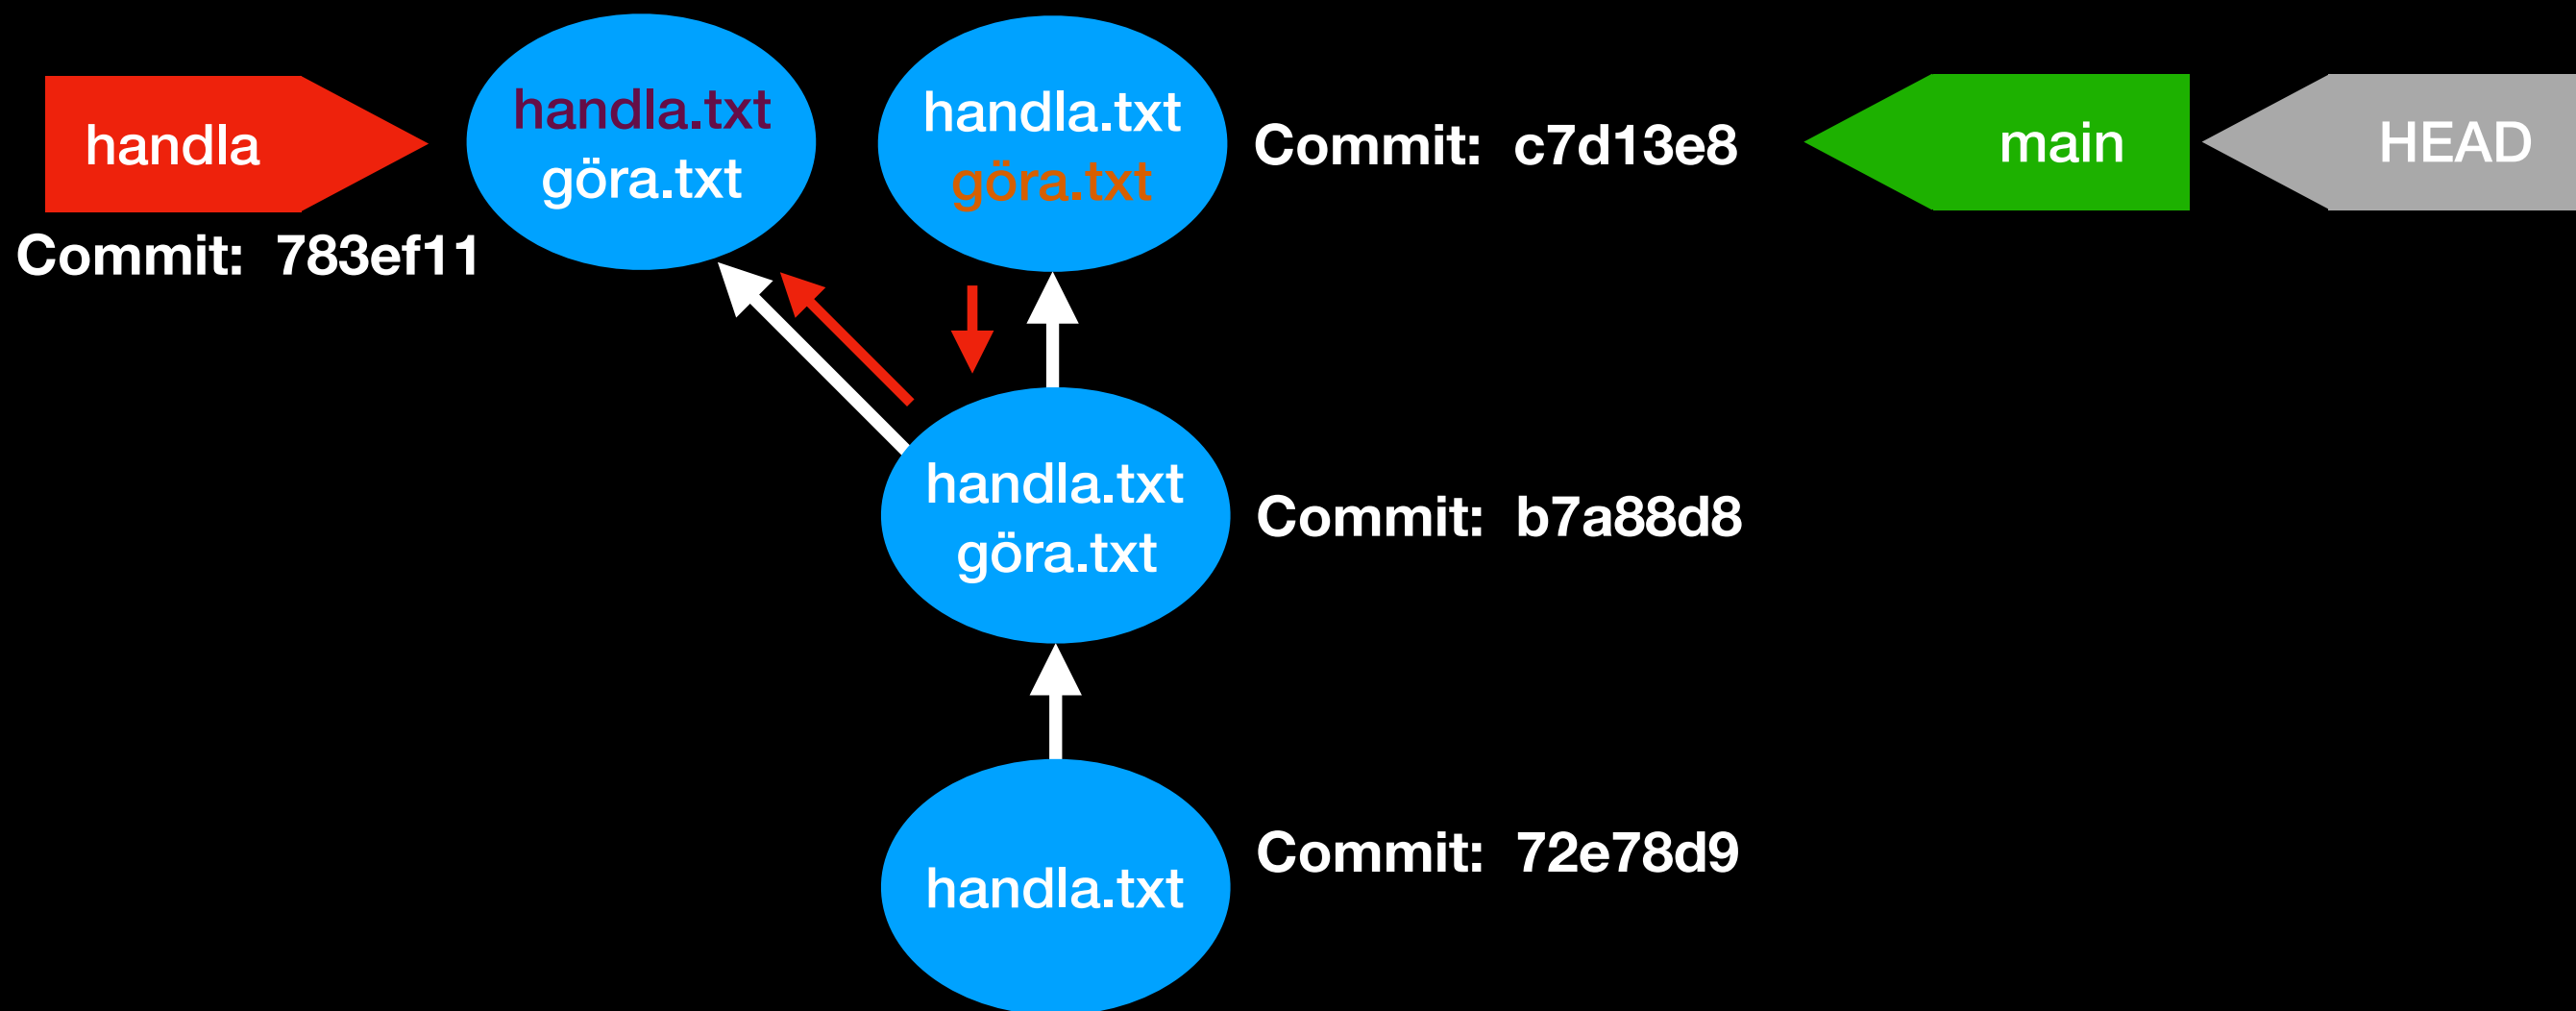 handla
Commit: 783ef11
handla.txt
göra.txt
handla.txt
göra.txt
Commit: c7d13e8
main
HEAD
handla.txt
göra.txt
Commit: b7a88d8
handla.txt
Commit: 72e78d9